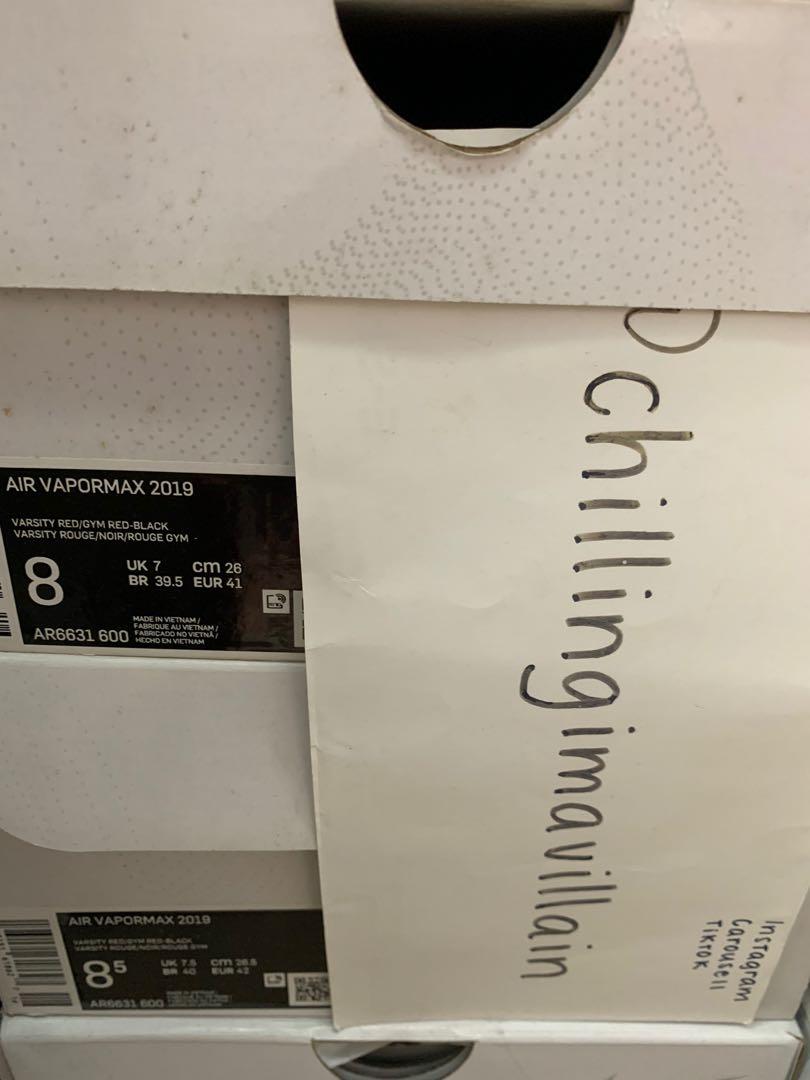 AIR VAPORMAX 2019
VARSITY RED/GYM RED-BLACK
VARSITY ROUGE/NOIR/ROUGE GYM
8
UK 7 cm 26
BR 39.5 EUR 41
AR6631 600
MADE IN VIETNAM /
FABRIQUE AU VIETNAM /
FABRICADO NO VIETNÃ /
HECHO EN VIETNAM
AIR VAPORMAX 2019
VARSITY RED/GYM RED-BLACK
VARSITY ROUGE/NOIR/ROUGE GYM
8⁵
UK 7.5 cm 26.5
BR 40 EUR 42
AR6631 600
chillingimavillain
Instagram
Carousell
TikTok